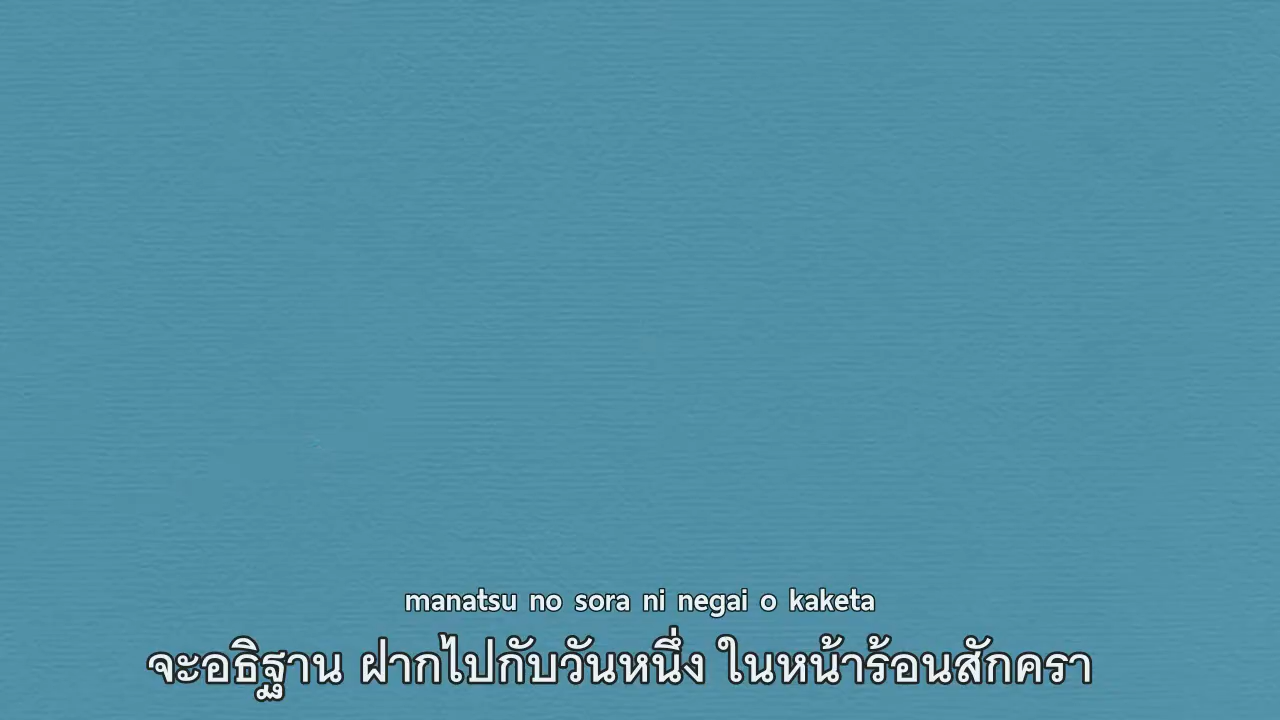 manatsu no sora ni negai o kaketa
จะอธิฐาน ฝากไปกับวันหนึ่ง ในหน้าร้อนสักครา